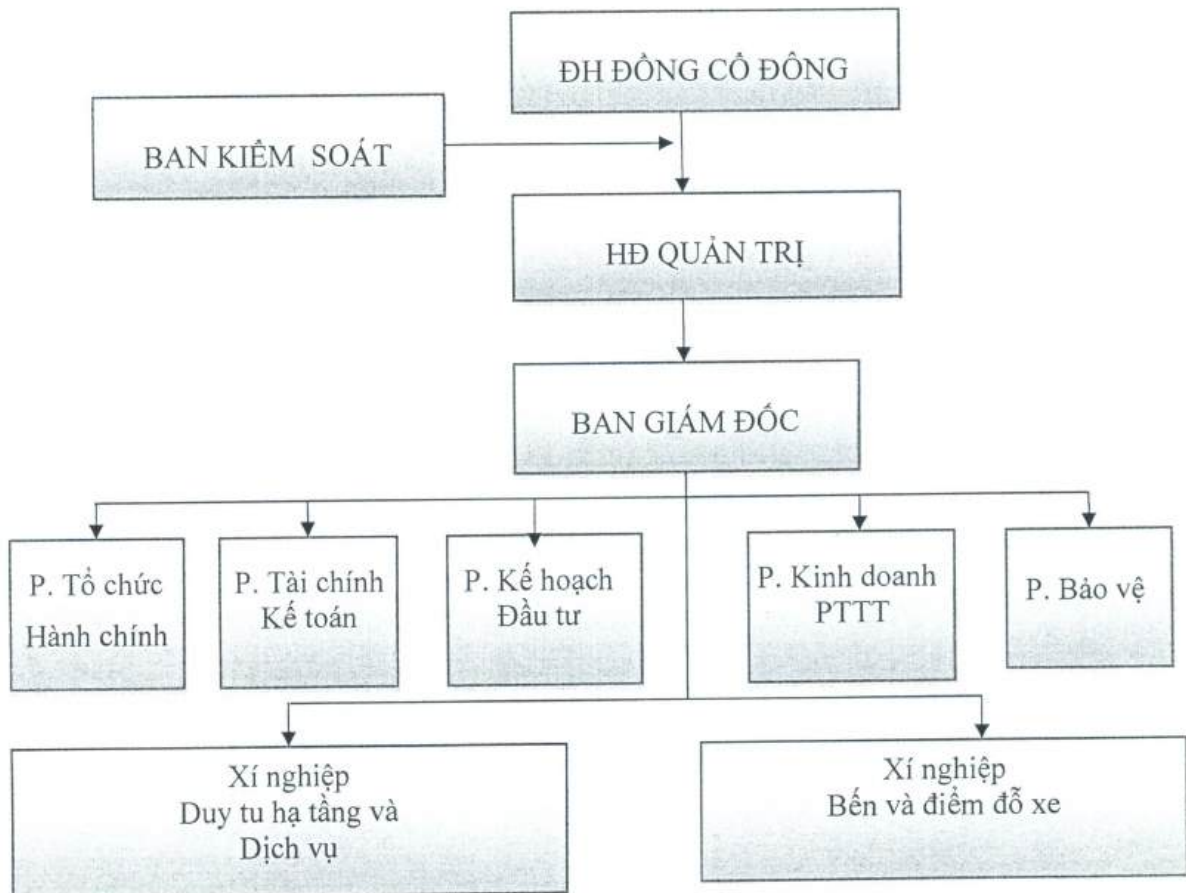 ĐH ĐỒNG CỔ ĐÔNG
BAN KIỂM SOÁT
HĐ QUẢN TRỊ
BAN GIÁM ĐỐC
P. Tổ chức
Hành chính
P. Tài chính
Kế toán
P. Kế hoạch
Đầu tư
P. Kinh doanh
PTTT
P. Bảo vệ
Xí nghiệp
Duy tu hạ tầng và
Dịch vụ
Xí nghiệp
Bến và điểm đỗ xe